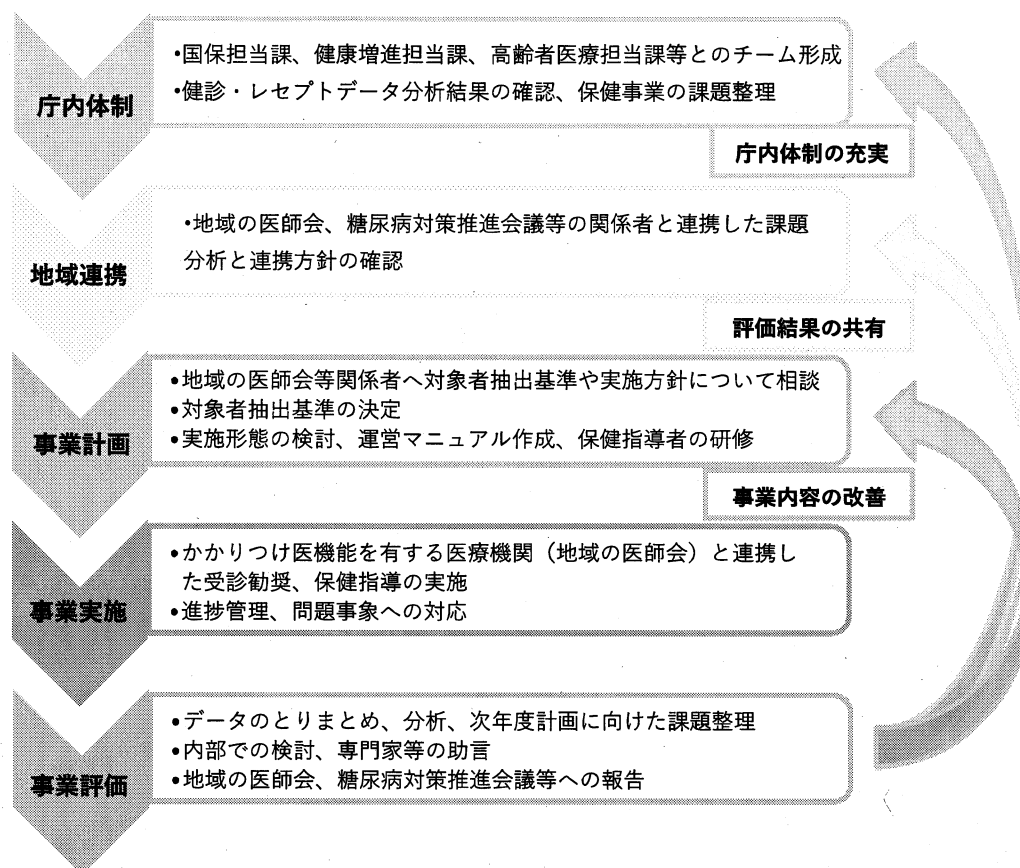 庁内体制
•国保担当課、健康増進担当課、高齢者医療担当課等とのチーム形成
•健診・レセプトデータ分析結果の確認、保健事業の課題整理
庁内体制の充実
地域連携
•地域の医師会、糖尿病対策推進会議等の関係者と連携した課題
分析と連携方針の確認
評価結果の共有
事業計画
•地域の医師会等関係者へ対象者抽出基準や実施方針について相談
•対象者抽出基準の決定
•実施形態の検討、運営マニュアル作成、保健指導者の研修
事業内容の改善
事業実施
•かかりつけ医機能を有する医療機関（地域の医師会）と連携し
た受診勧奨、保健指導の実施
•進捗管理、問題事象への対応
事業評価
•データのとりまとめ、分析、次年度計画に向けた課題整理
•内部での検討、専門家等の助言
•地域の医師会、糖尿病対策推進会議等への報告